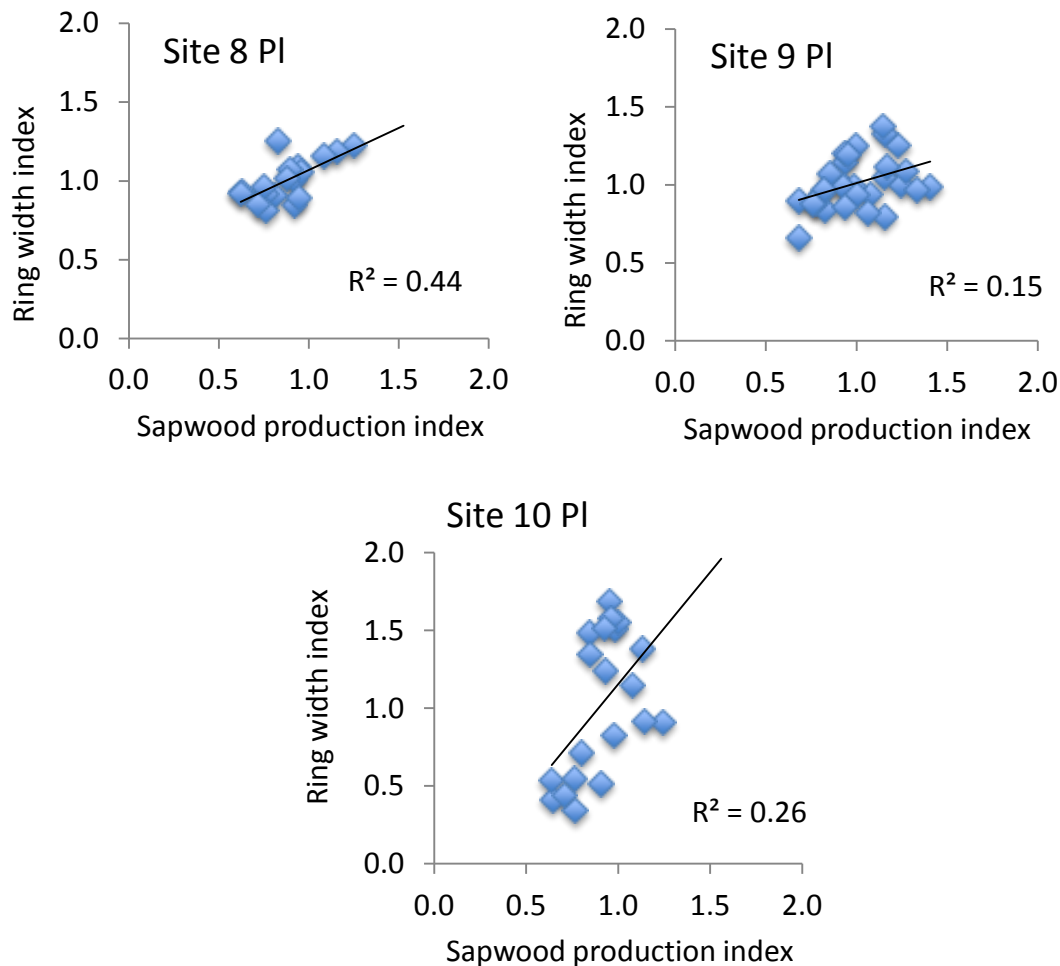 Site 8 Pl
Ring width index
2.0
1.5
1.0
0.5
0.0
R² = 0.44
0.0 0.5 1.0 1.5 2.0
Sapwood production index
Site 9 Pl
Ring width index
2.0
1.5
1.0
0.5
0.0
R² = 0.15
0.0 0.5 1.0 1.5 2.0
Sapwood production index
Site 10 Pl
Ring width index
2.0
1.5
1.0
0.5
0.0
R² = 0.26
0.0 0.5 1.0 1.5 2.0
Sapwood production index